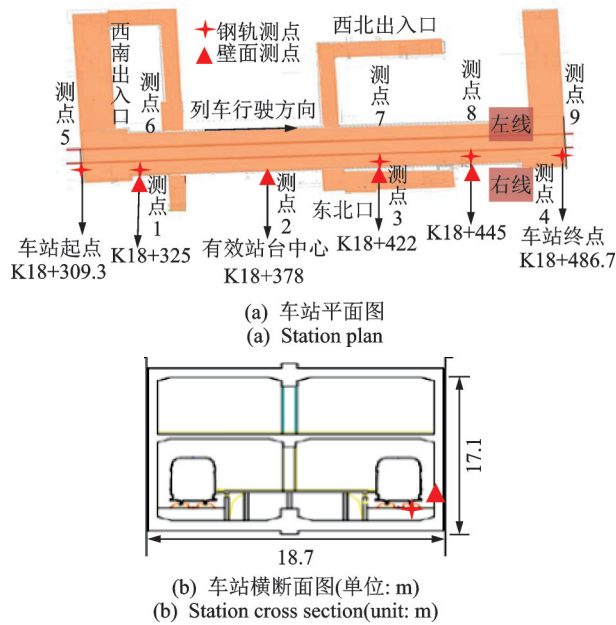 西南出入口
西北出入口
钢轨测点
壁面测点
测点5
测点6
列车行驶方向
测点7
测点8
测点9
左线
右线
测点1
测点2
东北口
测点3
测点4
车站起点
K18+309.3
K18+325
有效站台中心
K18+378
K18+422
K18+445
车站终点
K18+486.7
(a) 车站平面图
(a) Station plan
17.1
18.7
(b) 车站横断面图(单位: m)
(b) Station cross section(unit: m)